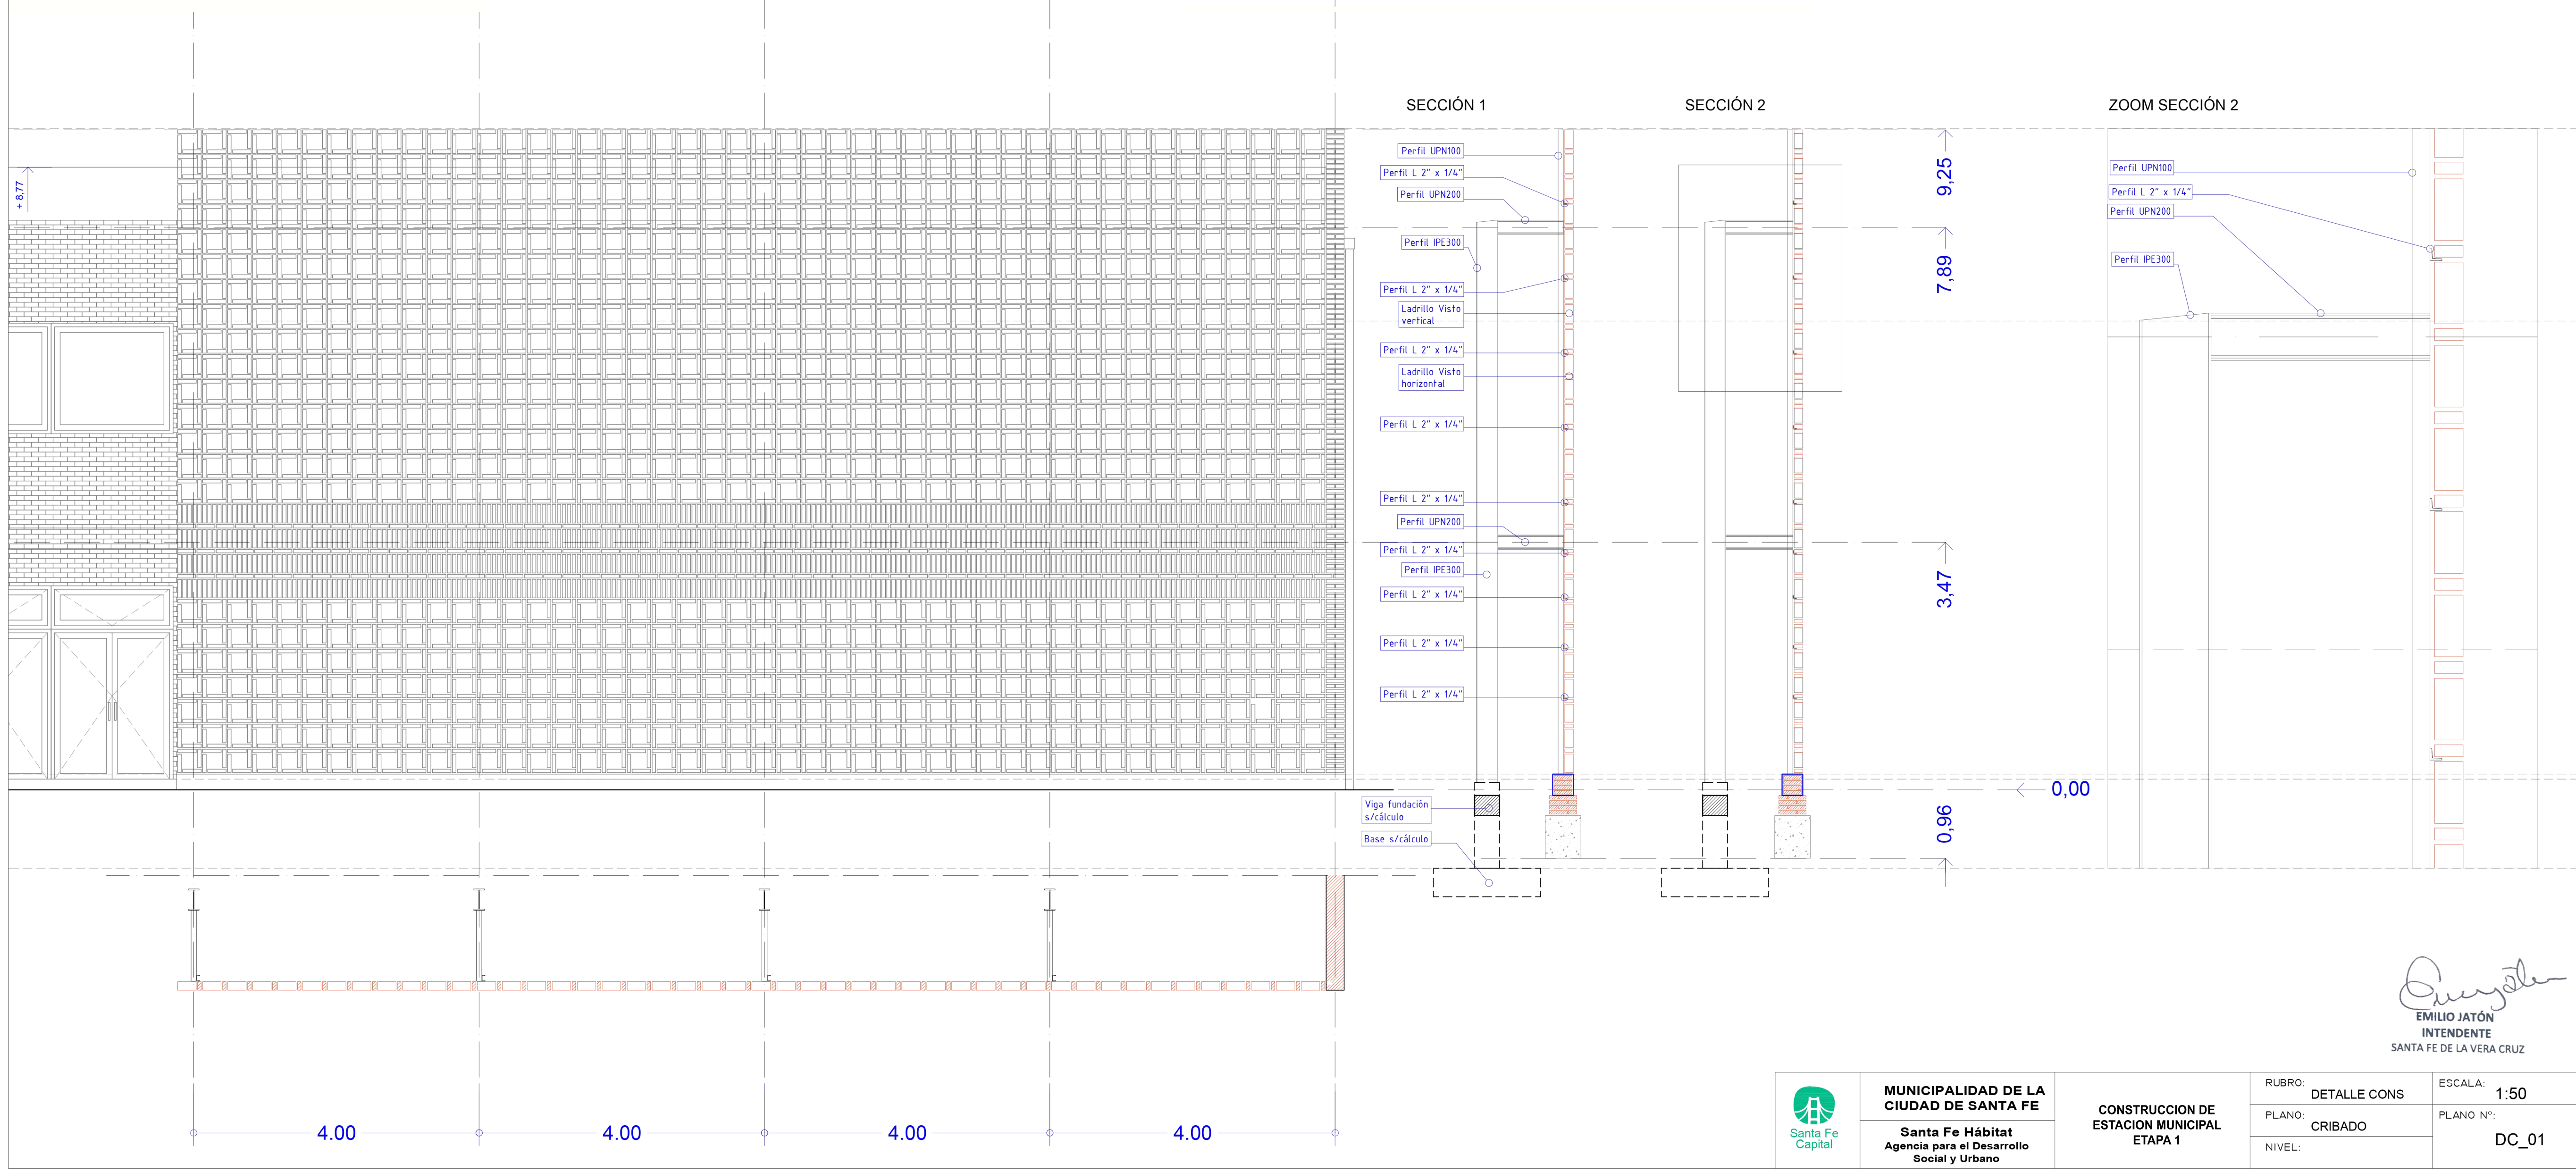 SECCIÓN 1
SECCIÓN 2
ZOOM SECCIÓN 2
+ 8,77
Perfil UPN100
Perfil L 2" x 1/4"
Perfil UPN200
Perfil IPE300
Perfil L 2" x 1/4"
Ladrillo Visto
vertical
Perfil L 2" x 1/4"
Ladrillo Visto
horizontal
Perfil L 2" x 1/4"
Perfil L 2" x 1/4"
Perfil UPN200
Perfil L 2" x 1/4"
Perfil IPE300
Perfil L 2" x 1/4"
Perfil L 2" x 1/4"
Perfil L 2" x 1/4"
Viga fundación
s/cálculo
Base s/cálculo
9,25
7,89
3,47
0,00
0,96
Perfil UPN100
Perfil L 2" x 1/4"
Perfil UPN200
Perfil IPE300
4.00
4.00
4.00
4.00
EMILIO JATÓN
INTENDENTE
SANTA FE DE LA VERA CRUZ
Santa Fe
Capital
MUNICIPALIDAD DE LA
CIUDAD DE SANTA FE
Santa Fe Hábitat
Agencia para el Desarrollo
Social y Urbano
CONSTRUCCION DE
ESTACION MUNICIPAL
ETAPA 1
RUBRO:
DETALLE CONS
PLANO:
CRIBADO
NIVEL:
ESCALA:
1:50
PLANO Nº:
DC_01